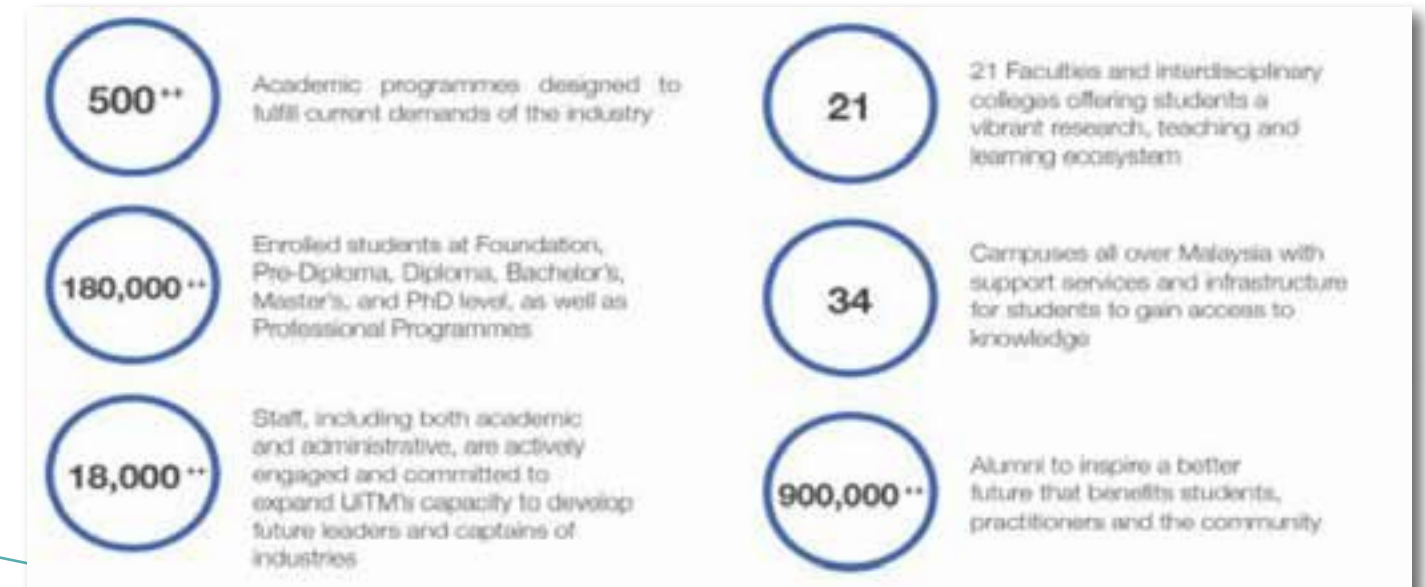 500++
Academic programmes designed to
fulfill current demands of the industry
180,000++
Enrolled students at Foundation,
Pre-Diploma, Diploma, Bachelor's,
Master's, and PhD level, as well as
Professional Programmes
18,000++
Staff, including both academic
and administrative, are actively
engaged and committed to
expand UiTM's capacity to develop
future leaders and captains of
industries
21
21 Faculties and interdisciplinary
colleges offering students a
vibrant research, teaching and
learning ecosystem
34
Campuses all over Malaysia with
support services and infrastructure
for students to gain access to
knowledge
900,000++
Alumni to inspire a better
future that benefits students,
practitioners and the community